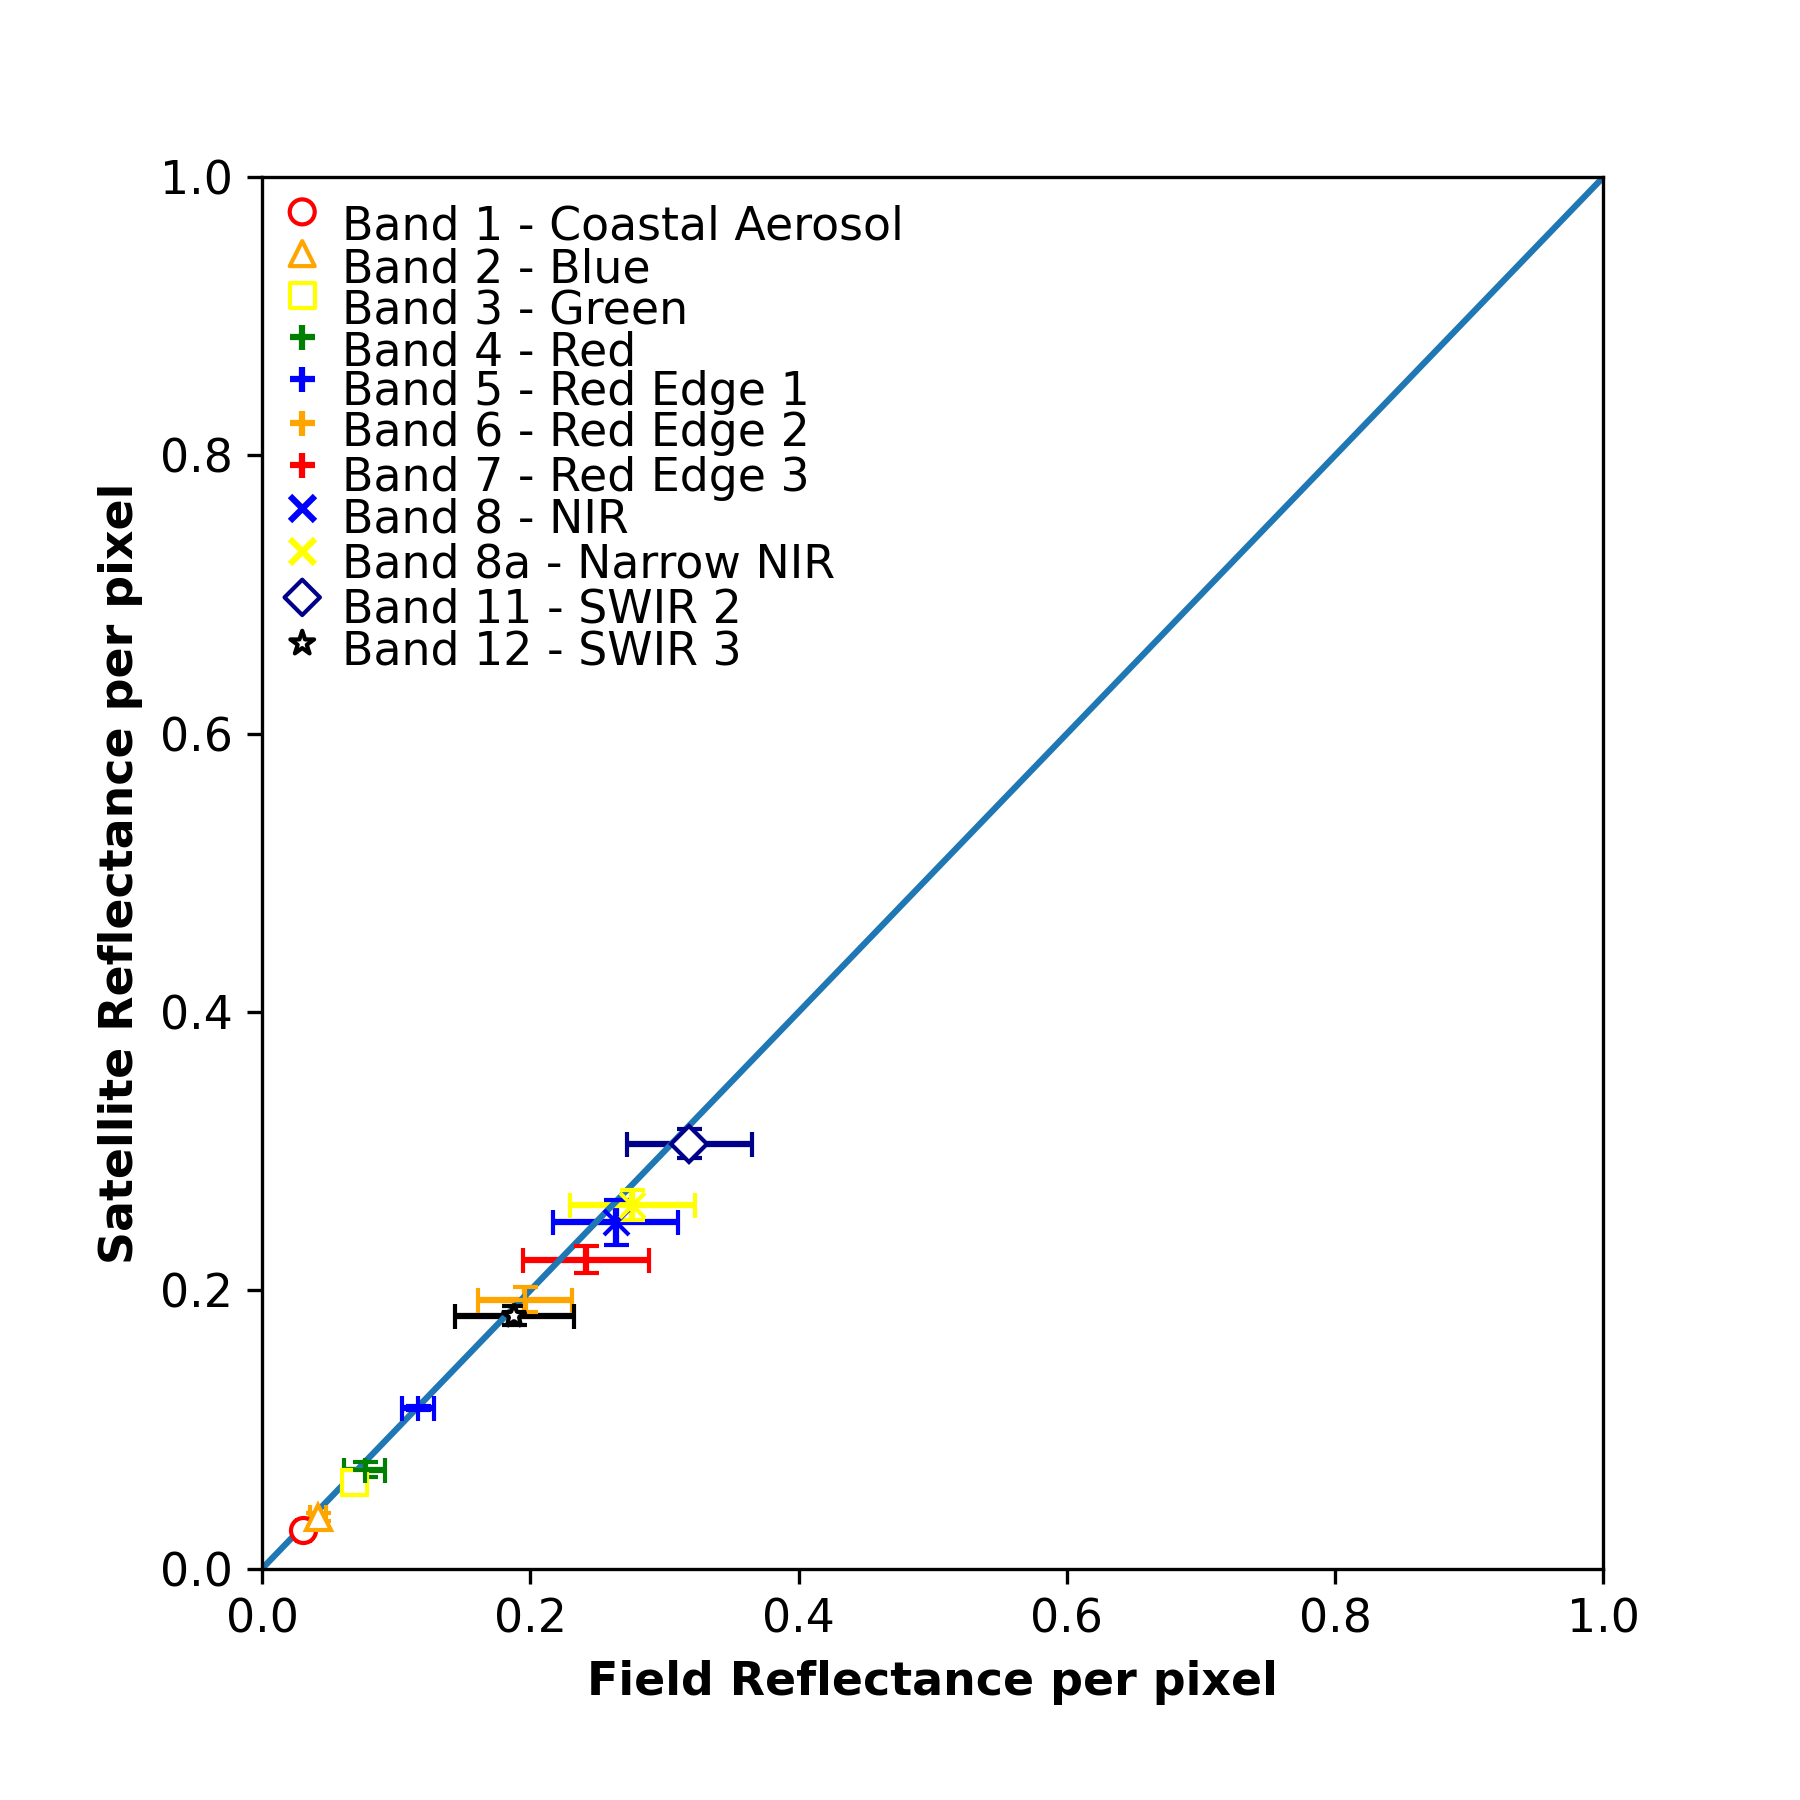 1.0
Band 1 - Coastal Aerosol
Band 2 - Blue
Band 3 - Green
Band 4 - Red
Band 5 - Red Edge 1
Band 6 - Red Edge 2
Band 7 - Red Edge 3
Band 8 - NIR
Band 8a - Narrow NIR
Band 11 - SWIR 2
Band 12 - SWIR 3
0.8
0.6
0.4
0.2
0.0
Satellite Reflectance per pixel
0.0 0.2 0.4 0.6 0.8 1.0
Field Reflectance per pixel